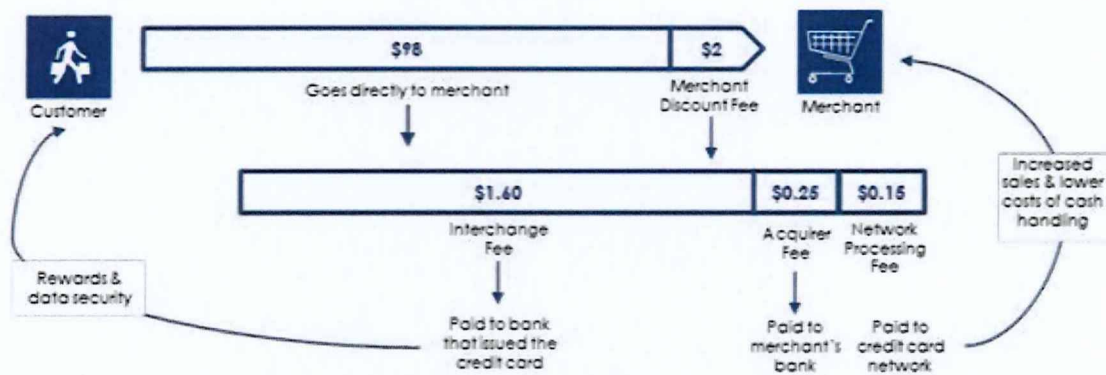 $98
$2
Customer
Goes directly to merchant
Merchant
Discount Fee
Merchant
$1.60
$0.25
$0.15
Interchange
Fee
Acquirer
Fee
Network
Processing
Fee
Increased
sales & lower
costs of cash
handling
Rewards &
data security
Paid to bank
that issued the
credit card
Paid to
merchant's
bank
Paid to
credit card
network